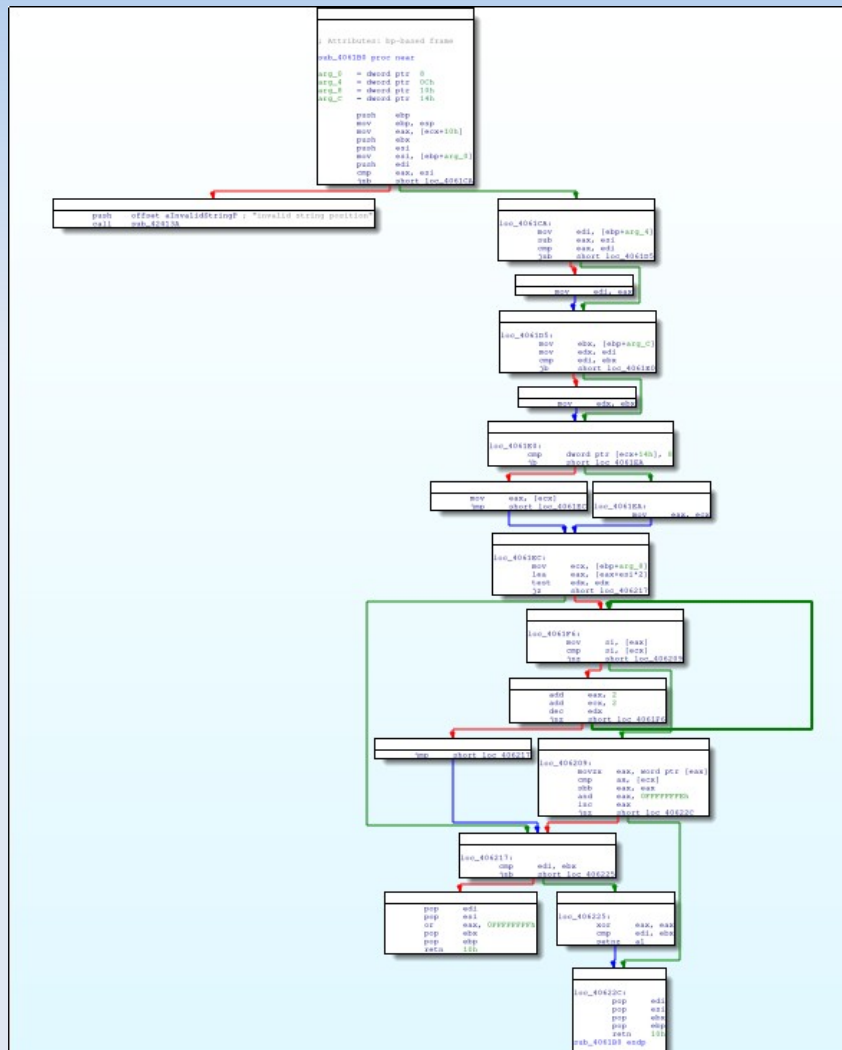 ; Attributes: bp-based frame
sub_4061B0 proc near
arg_0 = dword ptr 8
arg_4 = dword ptr 0Ch
arg_8 = dword ptr 10h
arg_C = dword ptr 14h
push ebp
mov ebp, esp
mov eax, [ecx+10h]
push ebx
push esi
mov esi, [ebp+arg_0]
push edi
cmp eax, esi
jnb short loc_4061CA
push offset aInvalidStringP ; "invalid string position"
call sub_42413A
loc_4061CA:
mov edi, [ebp+arg_4]
sub eax, esi
cmp eax, edi
jnb short loc_4061D5
mov edi, eax
loc_4061D5:
mov ebx, [ebp+arg_C]
mov edx, edi
cmp edi, ebx
jb short loc_4061E0
mov edx, ebx
loc_4061E0:
cmp dword ptr [ecx+14h], 8
jb short loc_4061EA
mov eax, [ecx]
jmp short loc_4061EC
loc_4061EA:
mov eax, ecx
loc_4061EC:
mov ecx, [ebp+arg_8]
lea eax, [eax+esi*2]
test edx, edx
jz short loc_406217
loc_4061F6:
mov si, [eax]
cmp si, [ecx]
jnz short loc_406209
add eax, 2
add ecx, 2
dec edx
jnz short loc_4061F6
jmp short loc_406217
loc_406209:
movzx eax, word ptr [eax]
cmp ax, [ecx]
sbb eax, eax
and eax, 0FFFFFFFEh
inc eax
jnz short loc_40622C
loc_406217:
cmp edi, ebx
jnb short loc_406225
pop edi
pop esi
or eax, 0FFFFFFFFh
pop ebx
pop ebp
retn 10h
loc_406225:
xor eax, eax
cmp edi, ebx
setnz al
loc_40622C:
pop edi
pop esi
pop ebx
pop ebp
retn 10h
sub_4061B0 endp